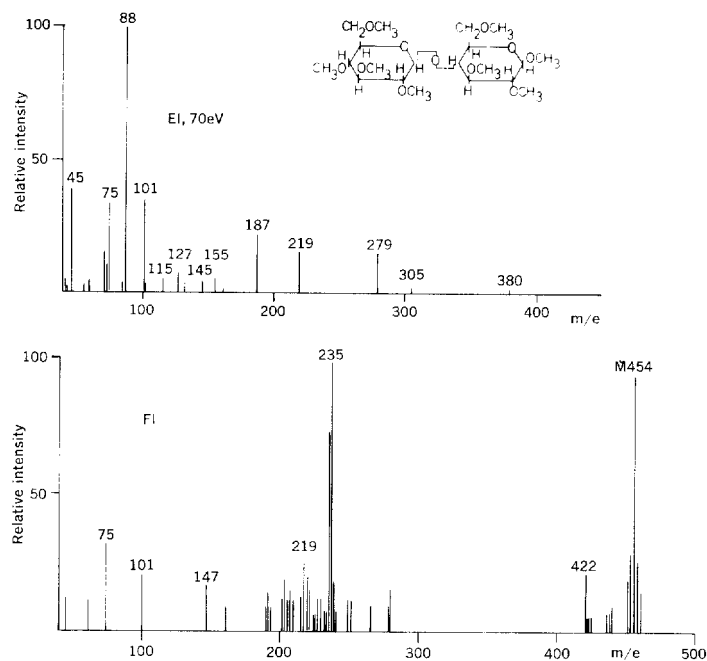 100
88
CH₂OCH₃
CH₂OCH₃
O
O
H
H
H
O
H
H
OCH₃
CH₃O
OCH₃
H
H
OCH₃
H
H
H
OCH₃
H
OCH₃
Relative intensity
EI, 70eV
50
45
75
101
187
219
279
115
127
145
155
305
380
100
200
300
400
m/e
100
235
M454
FI
Relative intensity
50
75
101
147
219
422
100
200
300
400
500
m/e